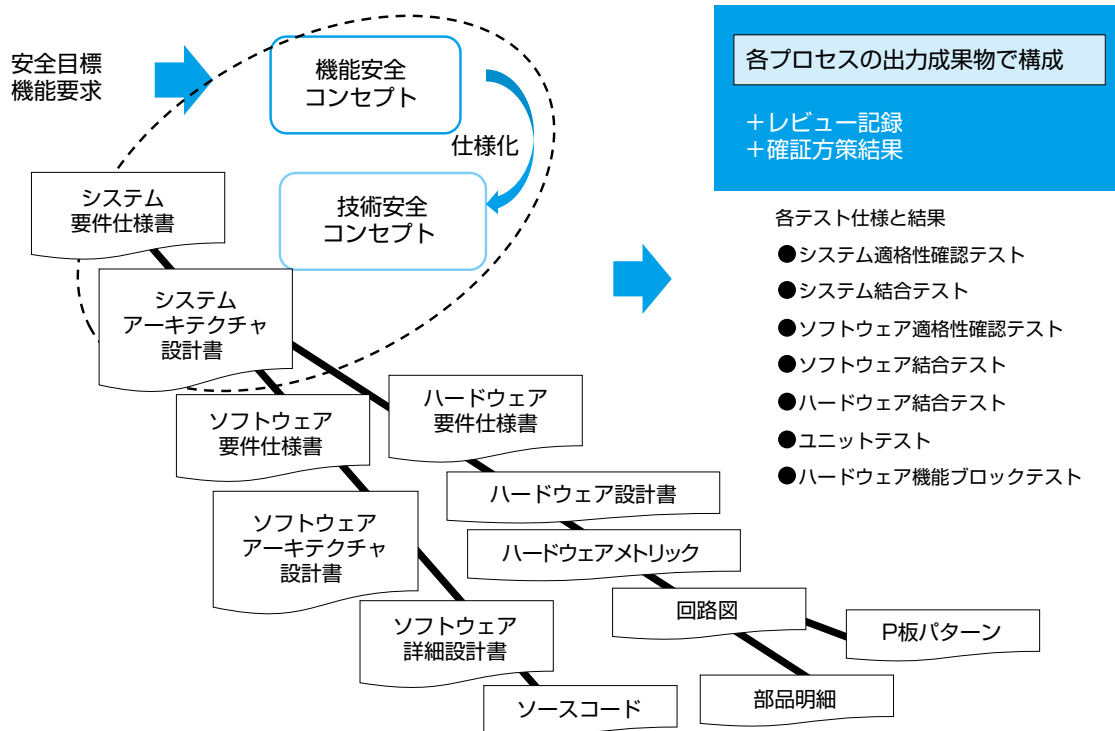 安全目標
機能要求
機能安全
コンセプト
仕様化
技術安全
コンセプト
システム
要件仕様書
システム
アーキテクチャ
設計書
ソフトウェア
要件仕様書
ハードウェア
要件仕様書
ソフトウェア
アーキテクチャ
設計書
ハードウェア設計書
ハードウェアメトリック
ソフトウェア
詳細設計書
回路図
P板パターン
ソースコード
部品明細
各プロセスの出力成果物で構成
+レビュー記録
+確証方策結果
各テスト仕様と結果
●システム適格性確認テスト
●システム結合テスト
●ソフトウェア適格性確認テスト
●ソフトウェア結合テスト
●ハードウェア結合テスト
●ユニットテスト
●ハードウェア機能ブロックテスト